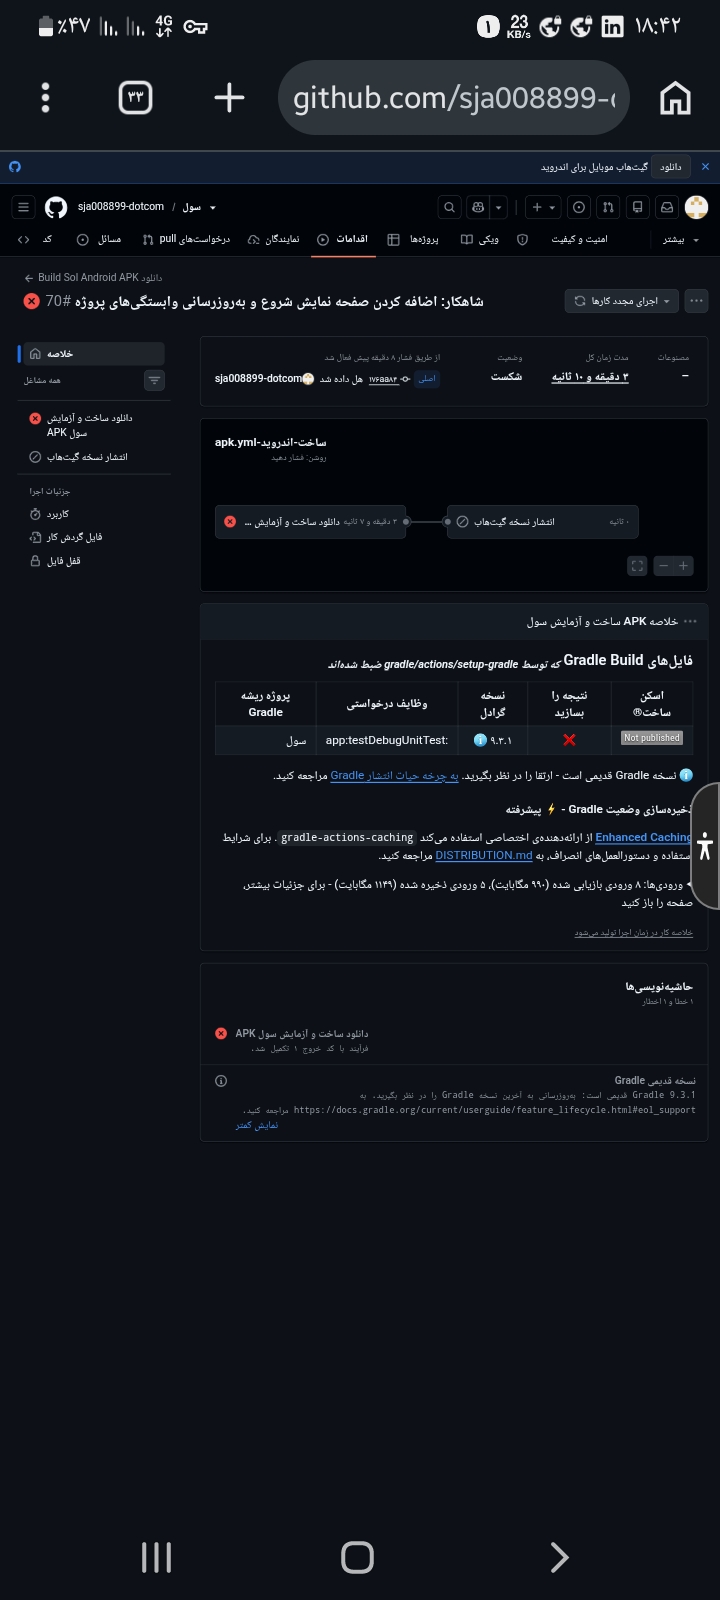 ٪۴۷ 4G ۱ 23 KB/s in ۱۸:۴۲
۳۳ github.com/sja008899-
دانلود گیت‌هاب موبایل برای اندروید
sja008899-dotcom / سول
کد مسائل درخواست‌های pull نمایندگان اقدامات پروژه‌ها ویکی امنیت و کیفیت بیشتر
دانلود Build Sol Android APK
شاهکار: اضافه کردن صفحه نمایش شروع و به‌روزرسانی وابستگی‌های پروژه #70
اجرای مجدد کارها
خلاصه
همه مشاغل
دانلود ساخت و آزمایش
سول APK
انتشار نسخه گیت‌هاب
جزئیات اجرا
کاربرد
فایل گردش کار
قفل فایل
از طریق فشار ۸ دقیقه پیش فعال شد
sja008899-dotcom هل داده شد اصلی
وضعیت
شکست
مدت زمان کل
۳ دقیقه و ۱۰ ثانیه
مصنوعات
–
ساخت-اندروید-apk.yml
روشن: فشار دهید
دانلود ساخت و آزمایش ... ۳ دقیقه و ۷ ثانیه
انتشار نسخه گیت‌هاب ۰ ثانیه
خلاصه APK ساخت و آزمایش سول
فایل‌های Gradle Build که توسط gradle/actions/setup-gradle ضبط شده‌اند
پروژه ریشه Gradle وظایف درخواستی نسخه گرادل نتیجه را بسازید اسکن ساخت®
سول app:testDebugUnitTest: ۹.۳.۱ Not published
نسخه Gradle قدیمی است - ارتقا را در نظر بگیرید. به چرخه حیات انتشار Gradle مراجعه کنید.
ذخیره‌سازی وضعیت Gradle - ⚡ پیشرفته
Enhanced Caching از ارائه‌دهنده‌ی اختصاصی استفاده می‌کند gradle-actions-caching. برای شرایط
ستفاده و دستورالعمل‌های انصراف، به DISTRIBUTION.md مراجعه کنید.
ورودی‌ها: ۸ ورودی بازیابی شده (۹۹۰ مگابایت)، ۵ ورودی ذخیره شده (۱۱۴۹ مگابایت) - برای جزئیات بیشتر،
صفحه را باز کنید
خلاصه کار در زمان اجرا تولید می‌شود
حاشیه‌نویسی‌ها
۱ خطا و ۱ اخطار
دانلود ساخت و آزمایش سول APK
فرآیند با کد خروج ۱ تکمیل شد.
نسخه قدیمی Gradle
Gradle 9.3.1 قدیمی است: به‌روزرسانی به آخرین نسخه Gradle را در نظر بگیرید. به
https://docs.gradle.org/current/userguide/feature_lifecycle.html#eol_support مراجعه کنید.
نمایش کمتر